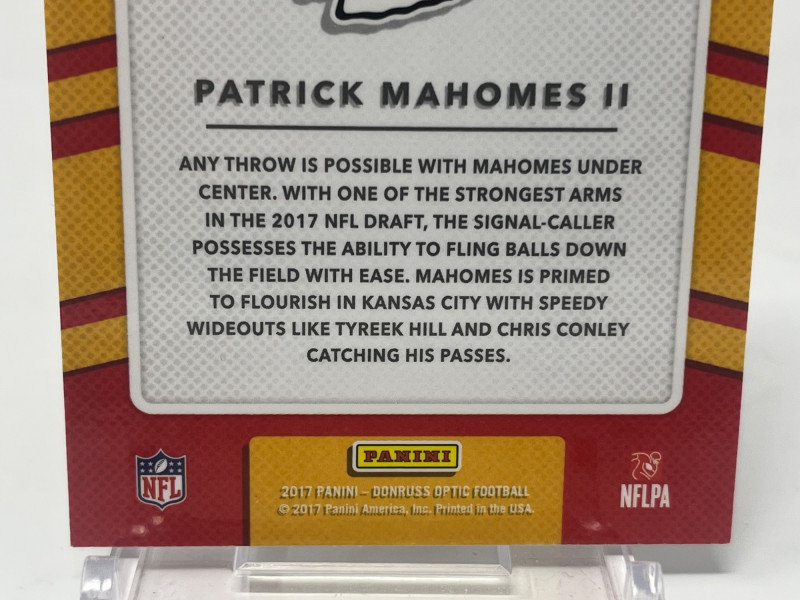 PATRICK MAHOMES II
ANY THROW IS POSSIBLE WITH MAHOMES UNDER
CENTER. WITH ONE OF THE STRONGEST ARMS
IN THE 2017 NFL DRAFT, THE SIGNAL-CALLER
POSSESSES THE ABILITY TO FLING BALLS DOWN
THE FIELD WITH EASE. MAHOMES IS PRIMED
TO FLOURISH IN KANSAS CITY WITH SPEEDY
WIDEOUTS LIKE TYREEK HILL AND CHRIS CONLEY
CATCHING HIS PASSES.
PANINI
NFL
NFLPA
2017 PANINI – DONRUSS OPTIC FOOTBALL
© 2017 Panini America, Inc. Printed in the USA.